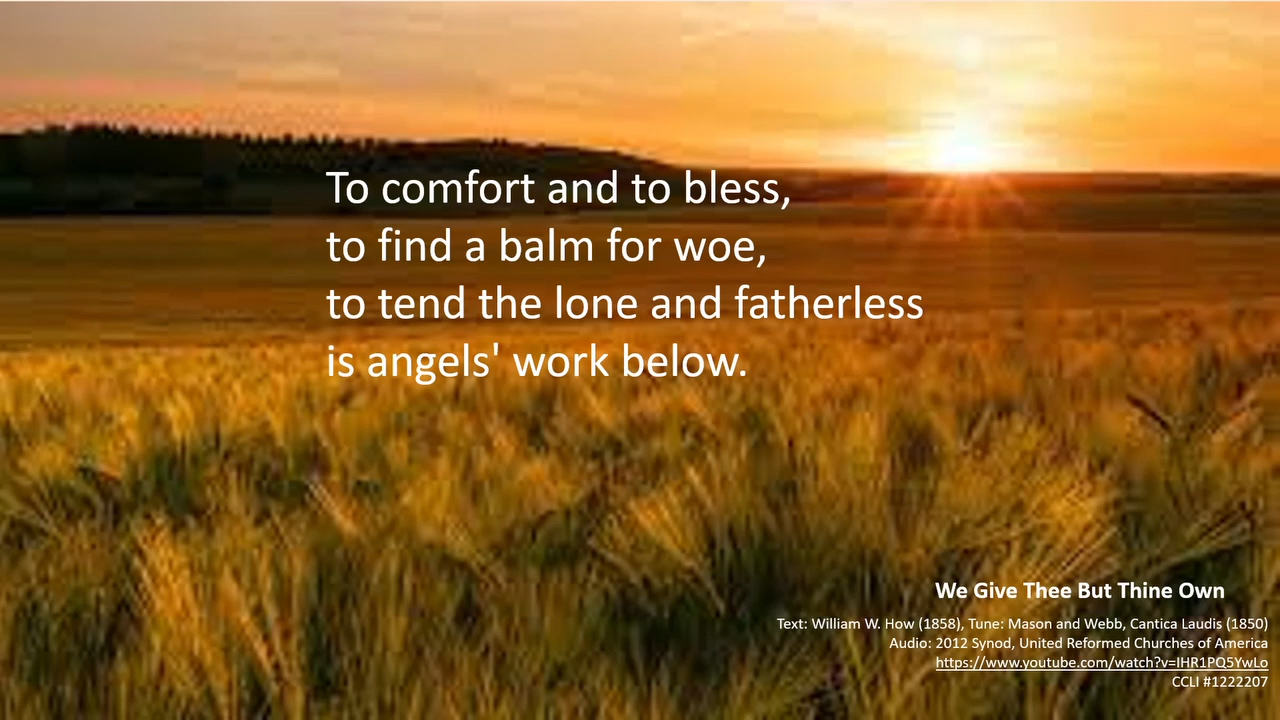 To comfort and to bless,
to find a balm for woe,
to tend the lone and fatherless
is angels' work below.
We Give Thee But Thine Own
Text: William W. How (1858), Tune: Mason and Webb, Cantica Laudis (1850)
Audio: 2012 Synod, United Reformed Churches of America
https://www.youtube.com/watch?v=IHR1PQ5YwLo
CCLI #1222207